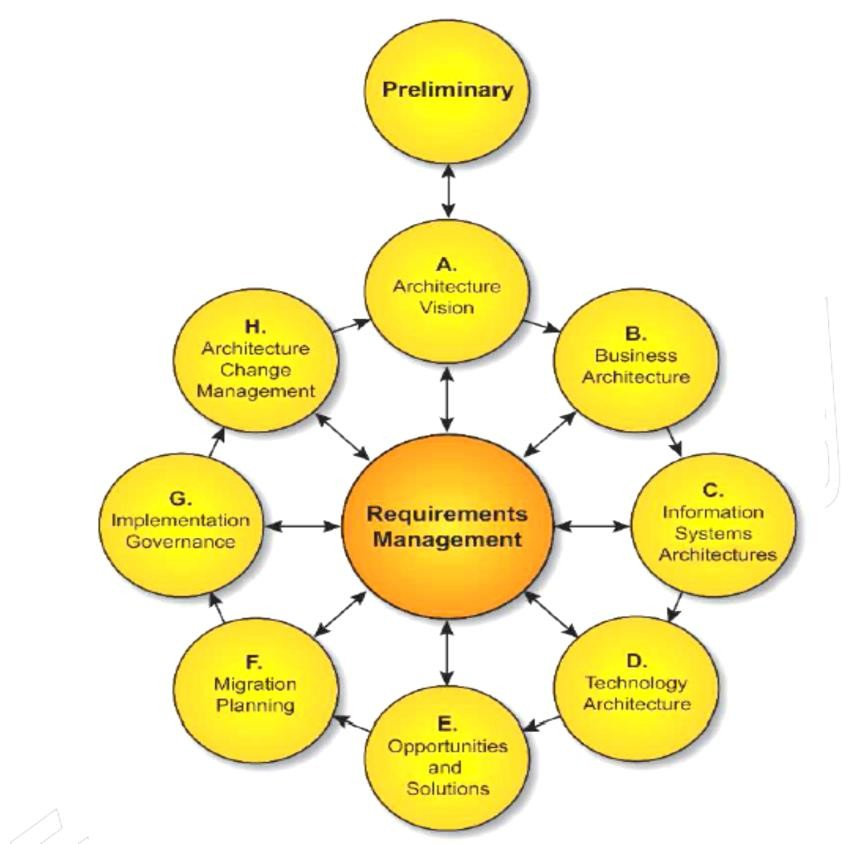 Preliminary
A.
Architecture
Vision
B.
Business
Architecture
C.
Information
Systems
Architectures
D.
Technology
Architecture
E.
Opportunities
and
Solutions
F.
Migration
Planning
G.
Implementation
Governance
H.
Architecture
Change
Management
Requirements
Management